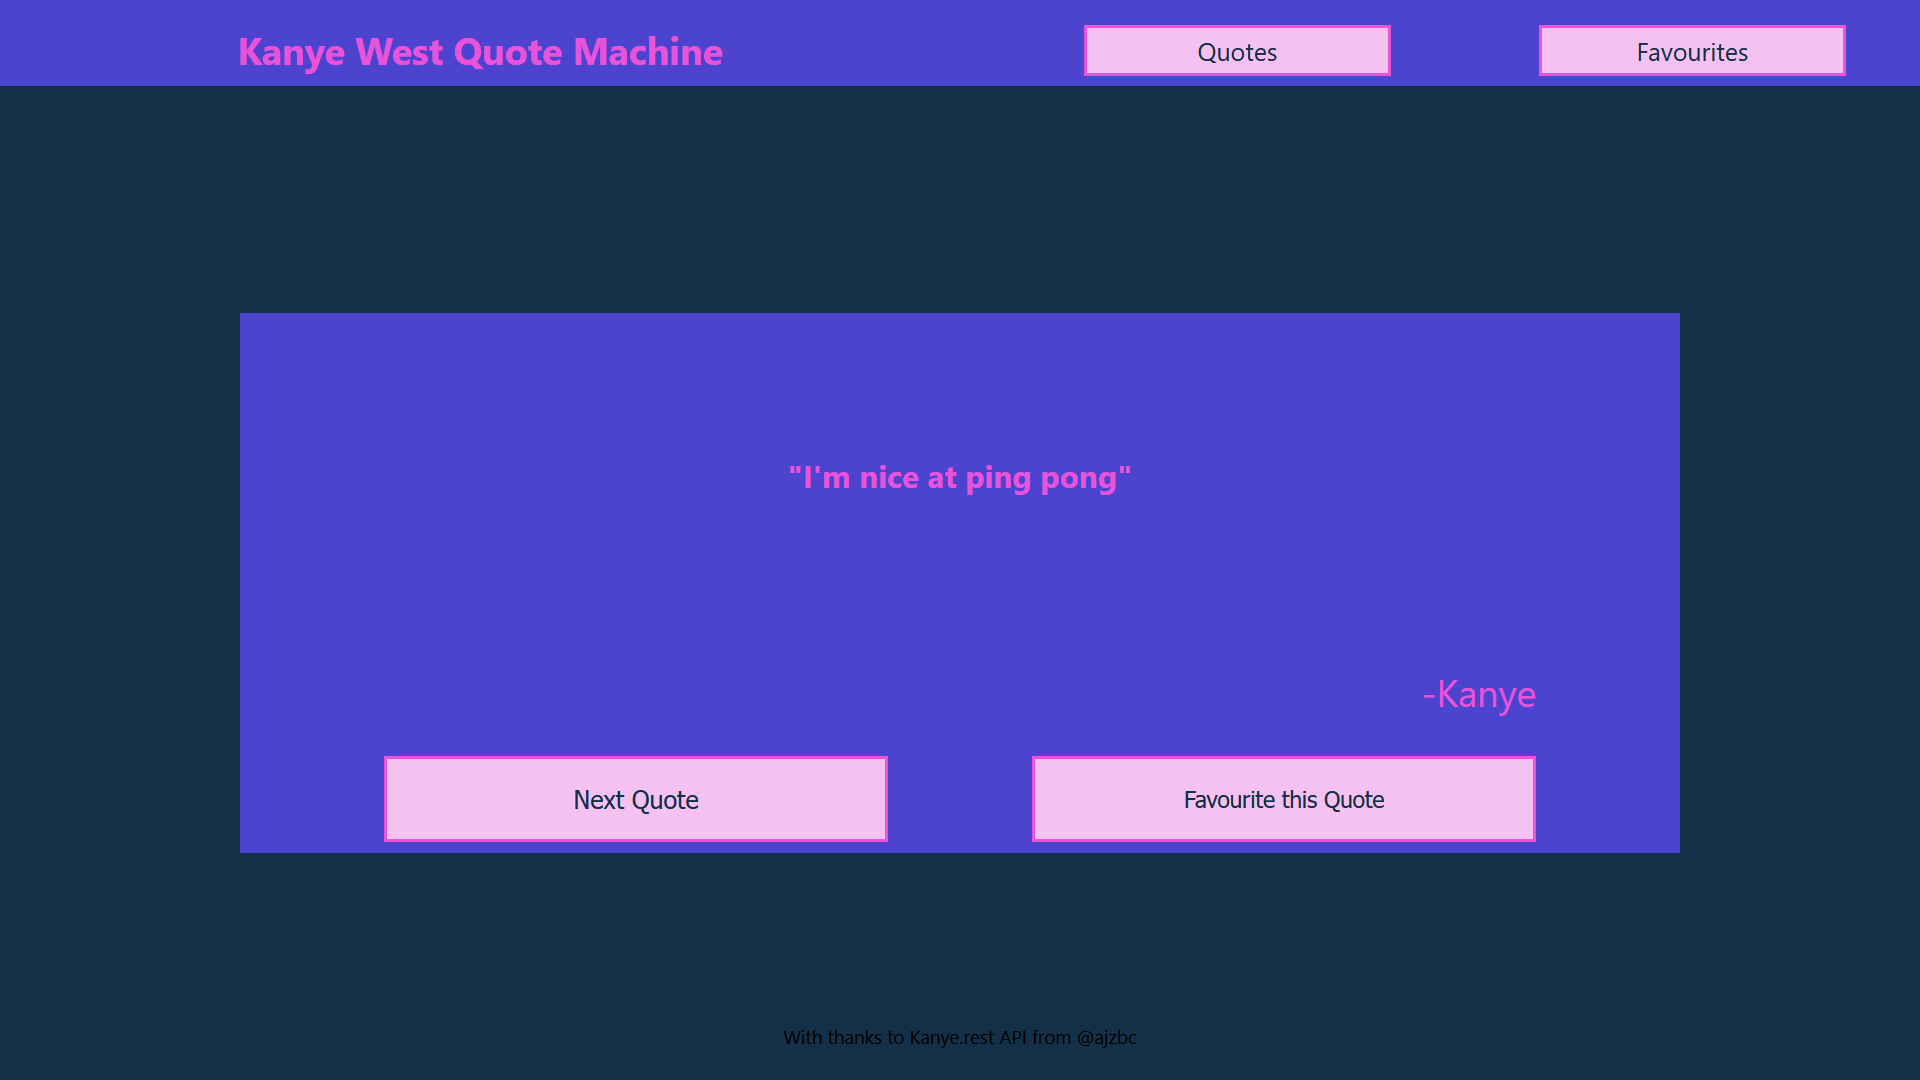 Kanye West Quote Machine
Quotes
Favourites
"I'm nice at ping pong"
-Kanye
Next Quote
Favourite this Quote
With thanks to Kanye.rest API from @ajzbc